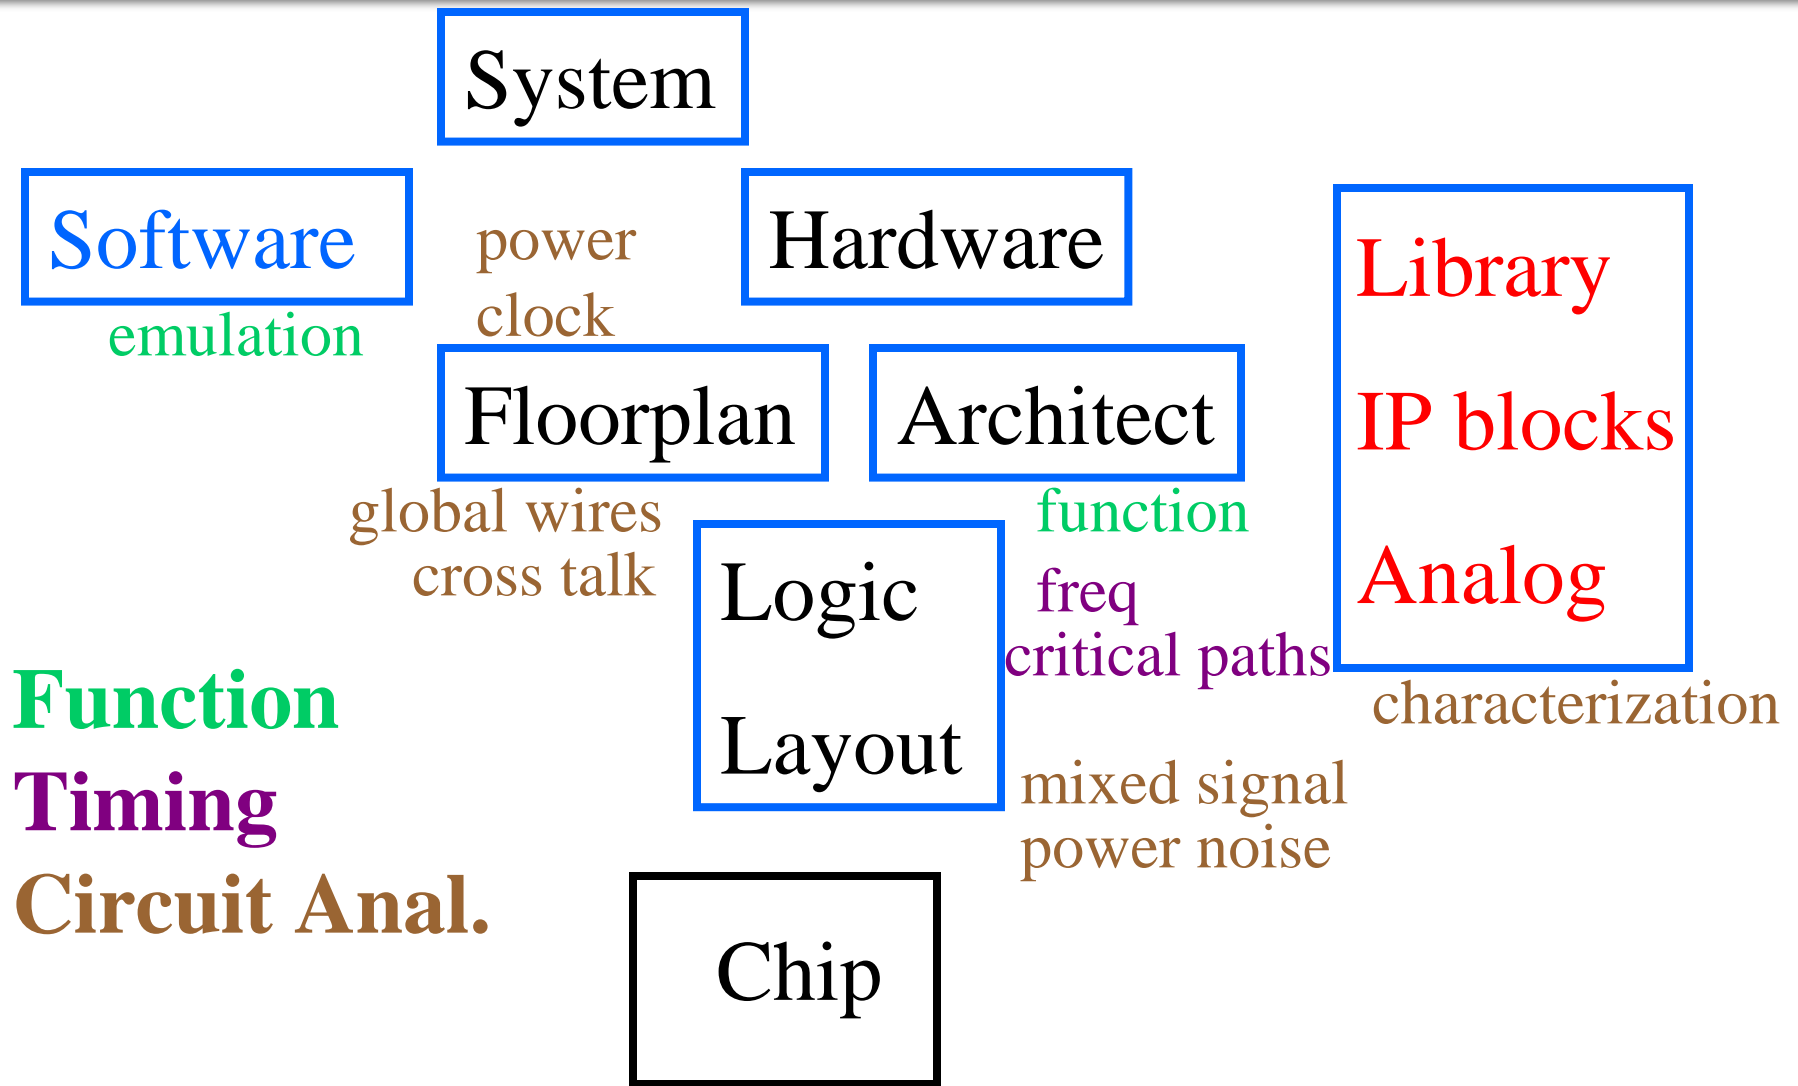 System
Software
power
clock
Hardware
Library
IP blocks
Analog
emulation
Floorplan
Architect
global wires
cross talk
function
freq
critical paths
Logic
Layout
characterization
mixed signal
power noise
Function
Timing
Circuit Anal.
Chip